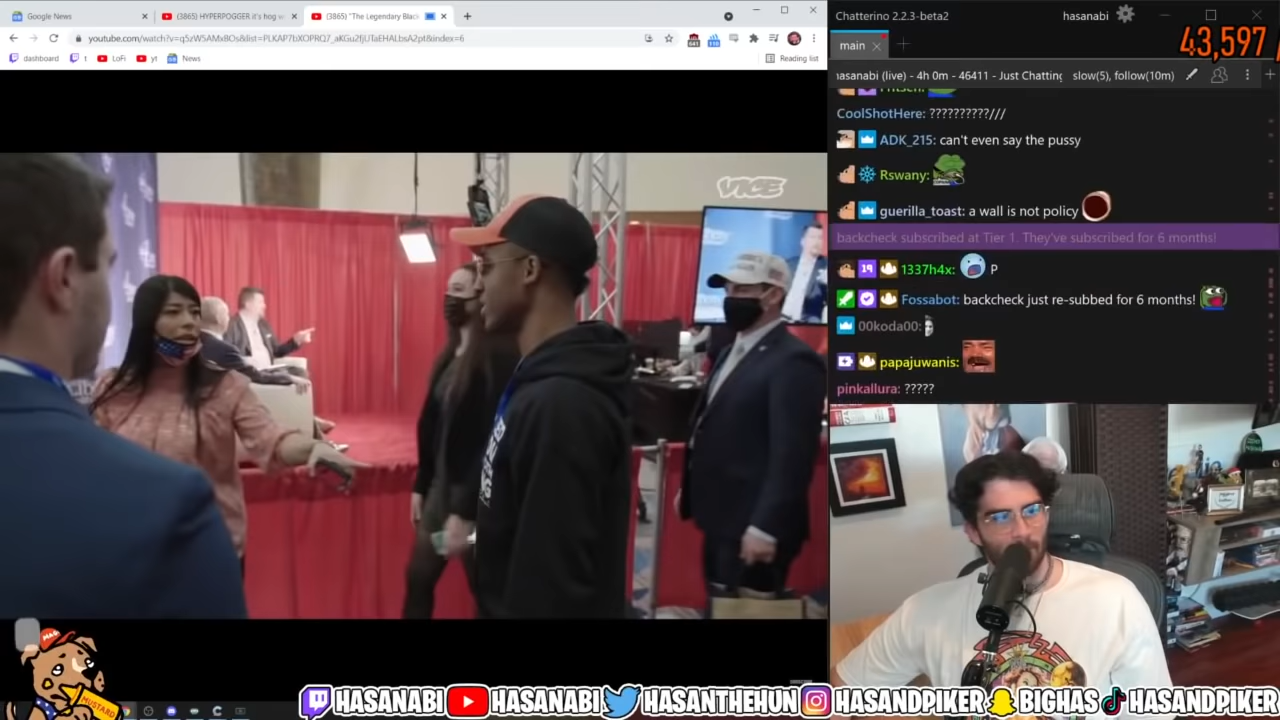 Google News
(3865) HYPERPOGGER it's hog w
(3865) "The Legendary Blac
youtube.com/watch?v=q5zW5AMxBOs&list=PLKAP7bXOPRQ7_aKGu2fjUTaEHALbsA2pt&index=6
dashboard
t
LoFi
yt
News
Reading list
VICE
MUSTARD
Chatterino 2.2.3-beta2
hasanabi
43,597 /
main
hasanabi (live) - 4h 0m - 46411 - Just Chatting
slow(5), follow(10m)
CoolShotHere: ??????????///
ADK_215: can't even say the pussy
Rswany:
guerilla_toast: a wall is not policy
backcheck subscribed at Tier 1. They've subscribed for 6 months!
1337h4x: P
Fossabot: backcheck just re-subbed for 6 months!
00koda00:
papajuwanis:
pinkallura: ?????
HASANABI HASANABI HASANTHEHUN HASANDPIKER BIGHAS HASANDPIKER